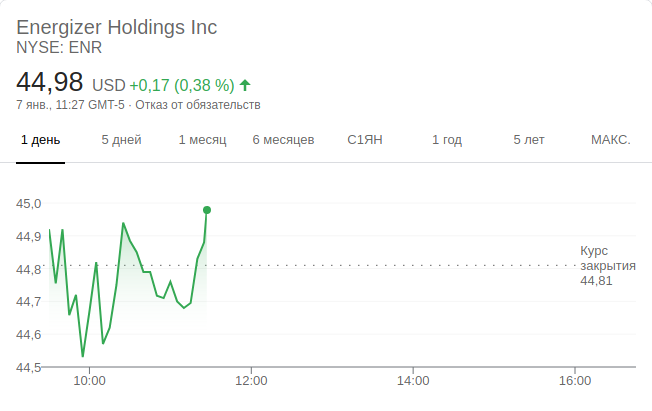 Energizer Holdings Inc
NYSE: ENR
44,98 USD +0,17 (0,38 %)
7 янв., 11:27 GMT-5 · Отказ от обязательств
1 день 5 дней 1 месяц 6 месяцев С1ЯН 1 год 5 лет МАКС.
45,0
44,9
44,8
44,7
44,6
44,5
Курс
закрытия
44,81
10:00 12:00 14:00 16:00